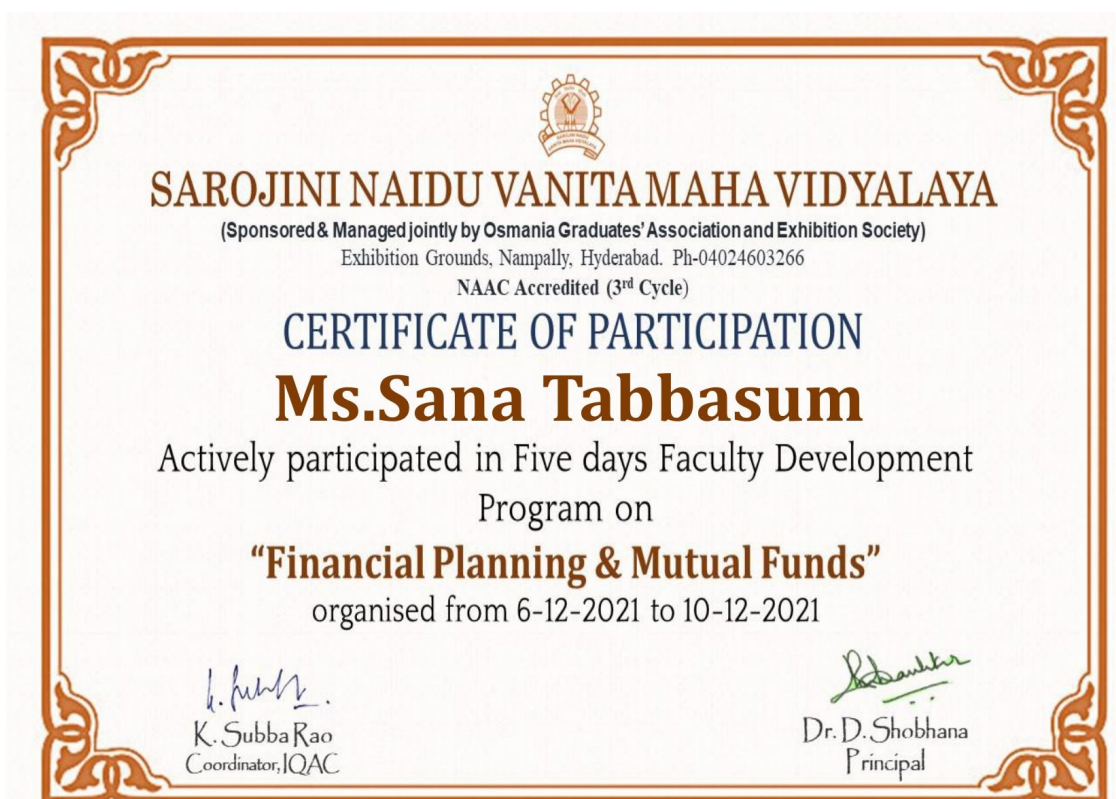 SAROJINI NAIDU VANITA MAHA VIDYALAYA
(Sponsored & Managed jointly by Osmania Graduates' Association and Exhibition Society)
Exhibition Grounds, Nampally, Hyderabad. Ph-04024603266
NAAC Accredited (3rd Cycle)
CERTIFICATE OF PARTICIPATION
Ms.Sana Tabbasum
Actively participated in Five days Faculty Development
Program on
“Financial Planning & Mutual Funds”
organised from 6-12-2021 to 10-12-2021
K. Subba Rao
Coordinator, IQAC
Dr. D. Shobhana
Principal